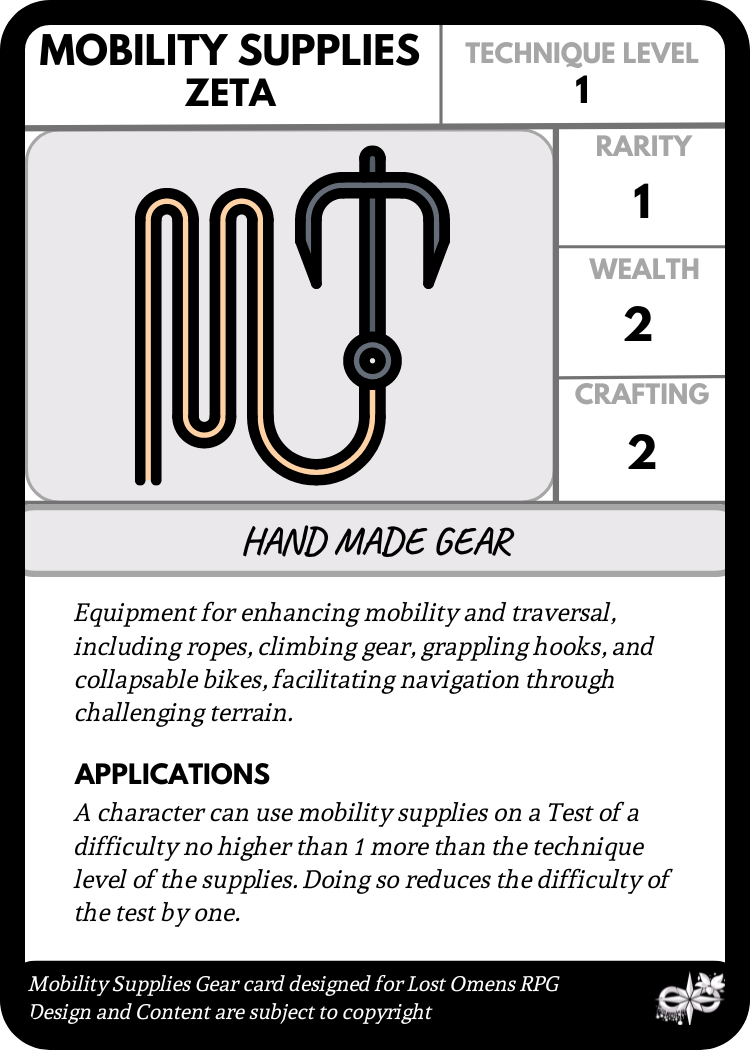 MOBILITY SUPPLIES
ZETA
TECHNIQUE LEVEL
1
RARITY
1
WEALTH
2
CRAFTING
2
HAND MADE GEAR
Equipment for enhancing mobility and traversal,
including ropes, climbing gear, grappling hooks, and
collapsable bikes, facilitating navigation through
challenging terrain.
APPLICATIONS
A character can use mobility supplies on a Test of a
difficulty no higher than 1 more than the technique
level of the supplies. Doing so reduces the difficulty of
the test by one.
Mobility Supplies Gear card designed for Lost Omens RPG
Design and Content are subject to copyright